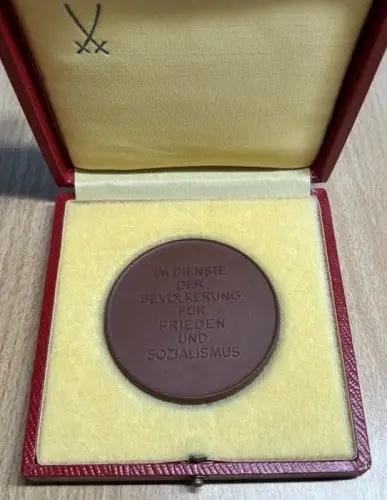 IM DIENSTE
DER
BEVÖLKERUNG
FÜR
FRIEDEN
UND
SOZIALISMUS